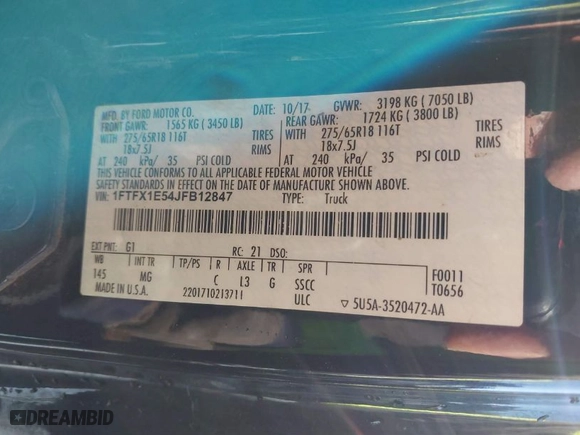 MFD. BY FORD MOTOR CO.
DATE: 10/17 GVWR: 3198 KG ( 7050 LB)
FRONT GAWR: 1565 KG ( 3450 LB) REAR GAWR: 1724 KG ( 3800 LB)
WITH 275/65R18 116T TIRES WITH 275/65R18 116T TIRES
18x7.5J RIMS 18x7.5J RIMS
AT 240 kPa/ 35 PSI COLD AT 240 kPa/ 35 PSI COLD
THIS VEHICLE CONFORMS TO ALL APPLICABLE FEDERAL MOTOR VEHICLE
SAFETY STANDARDS IN EFFECT ON THE DATE OF MANUFACTURE SHOWN ABOVE.
VIN: 1FTFX1E54JFB12847 TYPE: Truck
EXT PNT: G1 RC: 21 DSO:
WB INT TR TP/PS R AXLE TR SPR F0011
145 MG C L3 G SSCC T0656
MADE IN U.S.A. ULC
5U5A-3520472-AA
DREAMBID